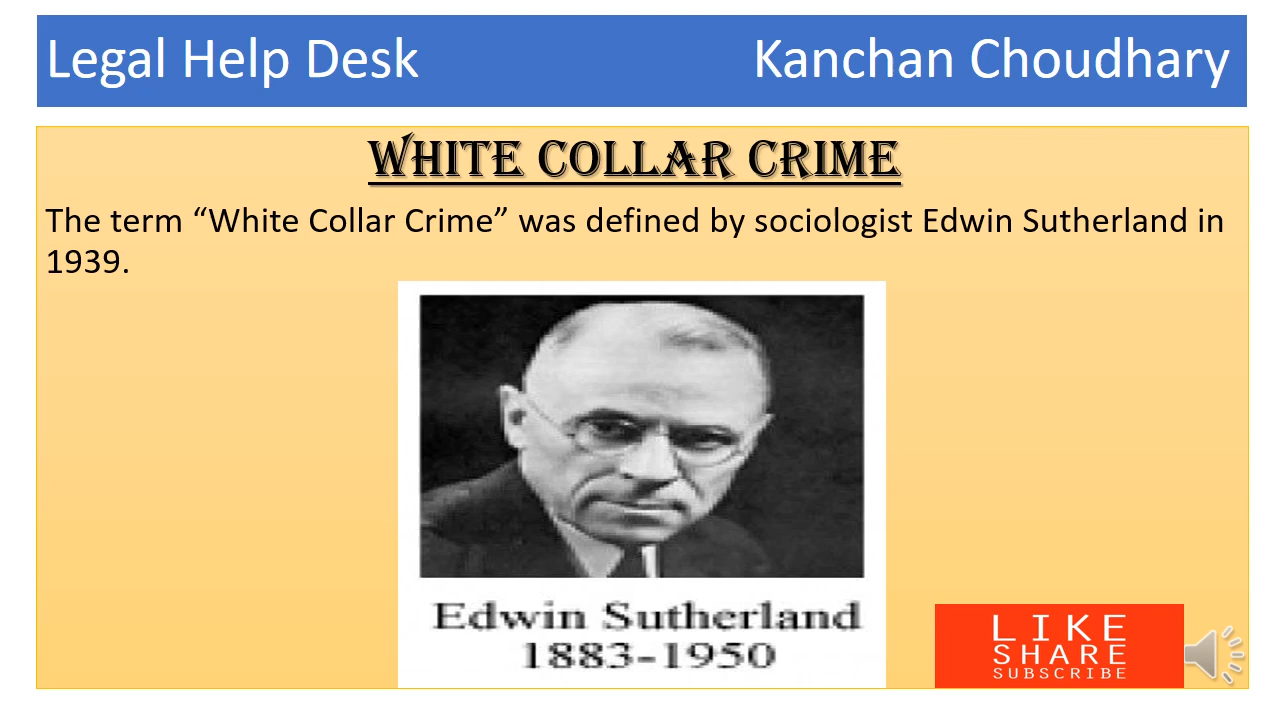 Legal Help Desk Kanchan Choudhary
WHITE COLLAR CRIME
The term “White Collar Crime” was defined by sociologist Edwin Sutherland in
1939.
Edwin Sutherland
1883-1950
LIKE
SHARE
SUBSCRIBE